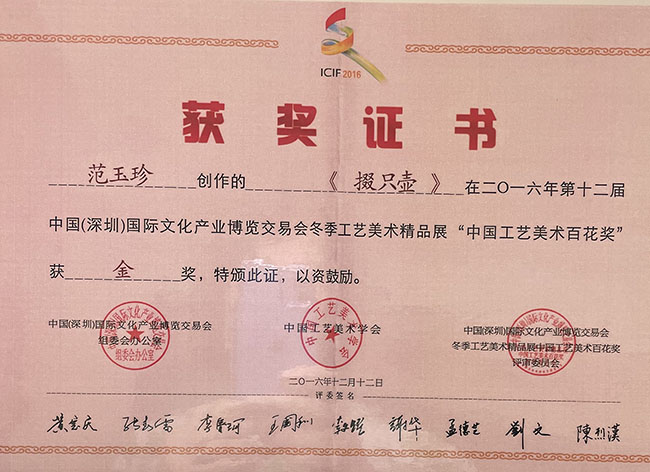 ICIF 2016
获奖证书
范玉珍 创作的 《掇只壶》 在二〇一六年第十二届
中国(深圳)国际文化产业博览交易会冬季工艺美术精品展“中国工艺美术百花奖”
获 金 奖，特颁此证，以资鼓励。
中国(深圳)国际文化产业博览交易会
组委会办公室
中国工艺美术学会
中国(深圳)国际文化产业博览交易会
冬季工艺美术精品展中国工艺美术百花奖
评审委员会
二〇一六年十二月十二日
评委签名
孟德芝 劉文 陳烈漢